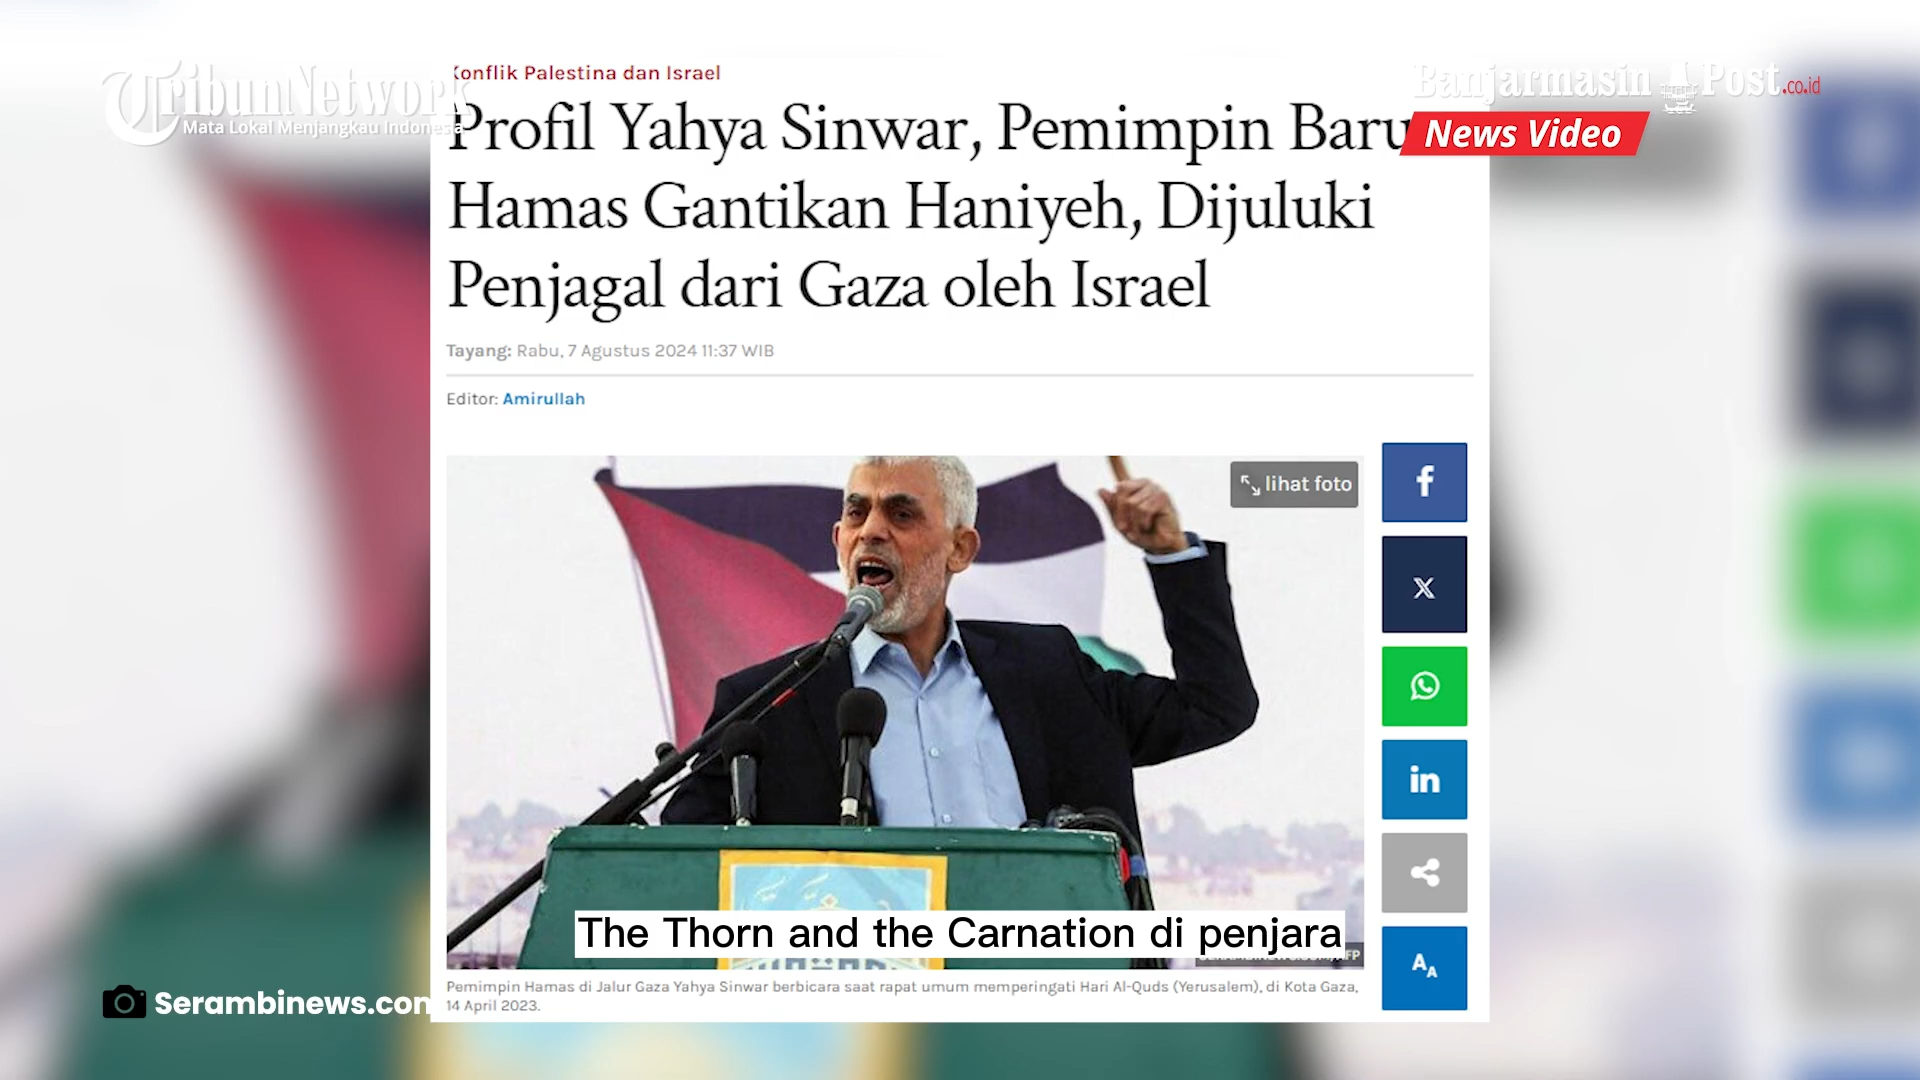 TribunNetwork
Mata Lokal Menjangkau Indonesia
Banjarmasin Post.co.id
News Video
Konflik Palestina dan Israel
Profil Yahya Sinwar, Pemimpin Baru
Hamas Gantikan Haniyeh, Dijuluki
Penjagal dari Gaza oleh Israel
Tayang: Rabu, 7 Agustus 2024 11:37 WIB
Editor: Amirullah
lihat foto
The Thorn and the Carnation di penjara
Pemimpin Hamas di Jalur Gaza Yahya Sinwar berbicara saat rapat umum memperingati Hari Al-Quds (Yerusalem), di Kota Gaza,
14 April 2023.
Serambinews.com